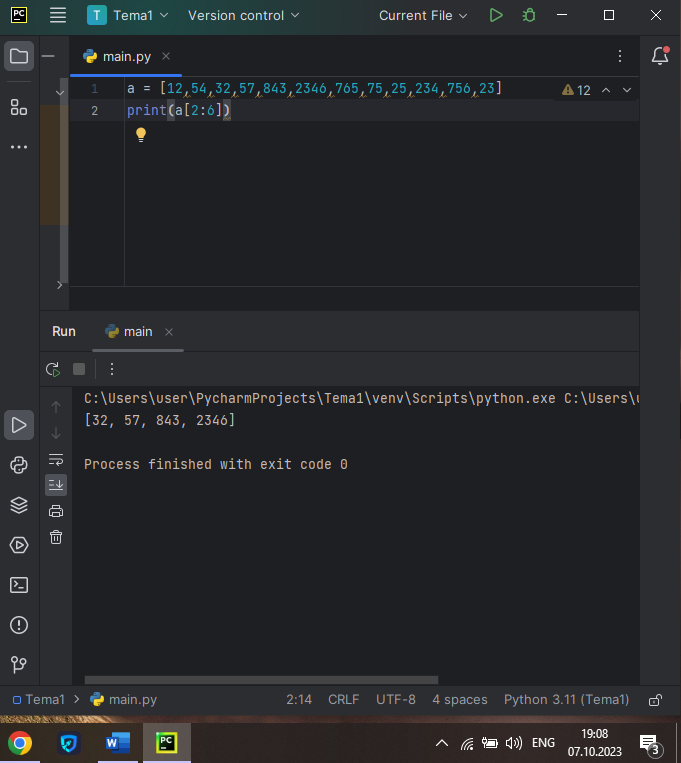 PC T Tema1 Version control Current File
main.py
1 a = [12,54,32,57,843,2346,765,75,25,234,756,23] 12
2 print(a[2:6])
Run main
C:\Users\user\PycharmProjects\Tema1\venv\Scripts\python.exe C:\Users\u
[32, 57, 843, 2346]
Process finished with exit code 0
Tema1 > main.py 2:14 CRLF UTF-8 4 spaces Python 3.11 (Tema1)
W PC ENG 19:08
07.10.2023 3